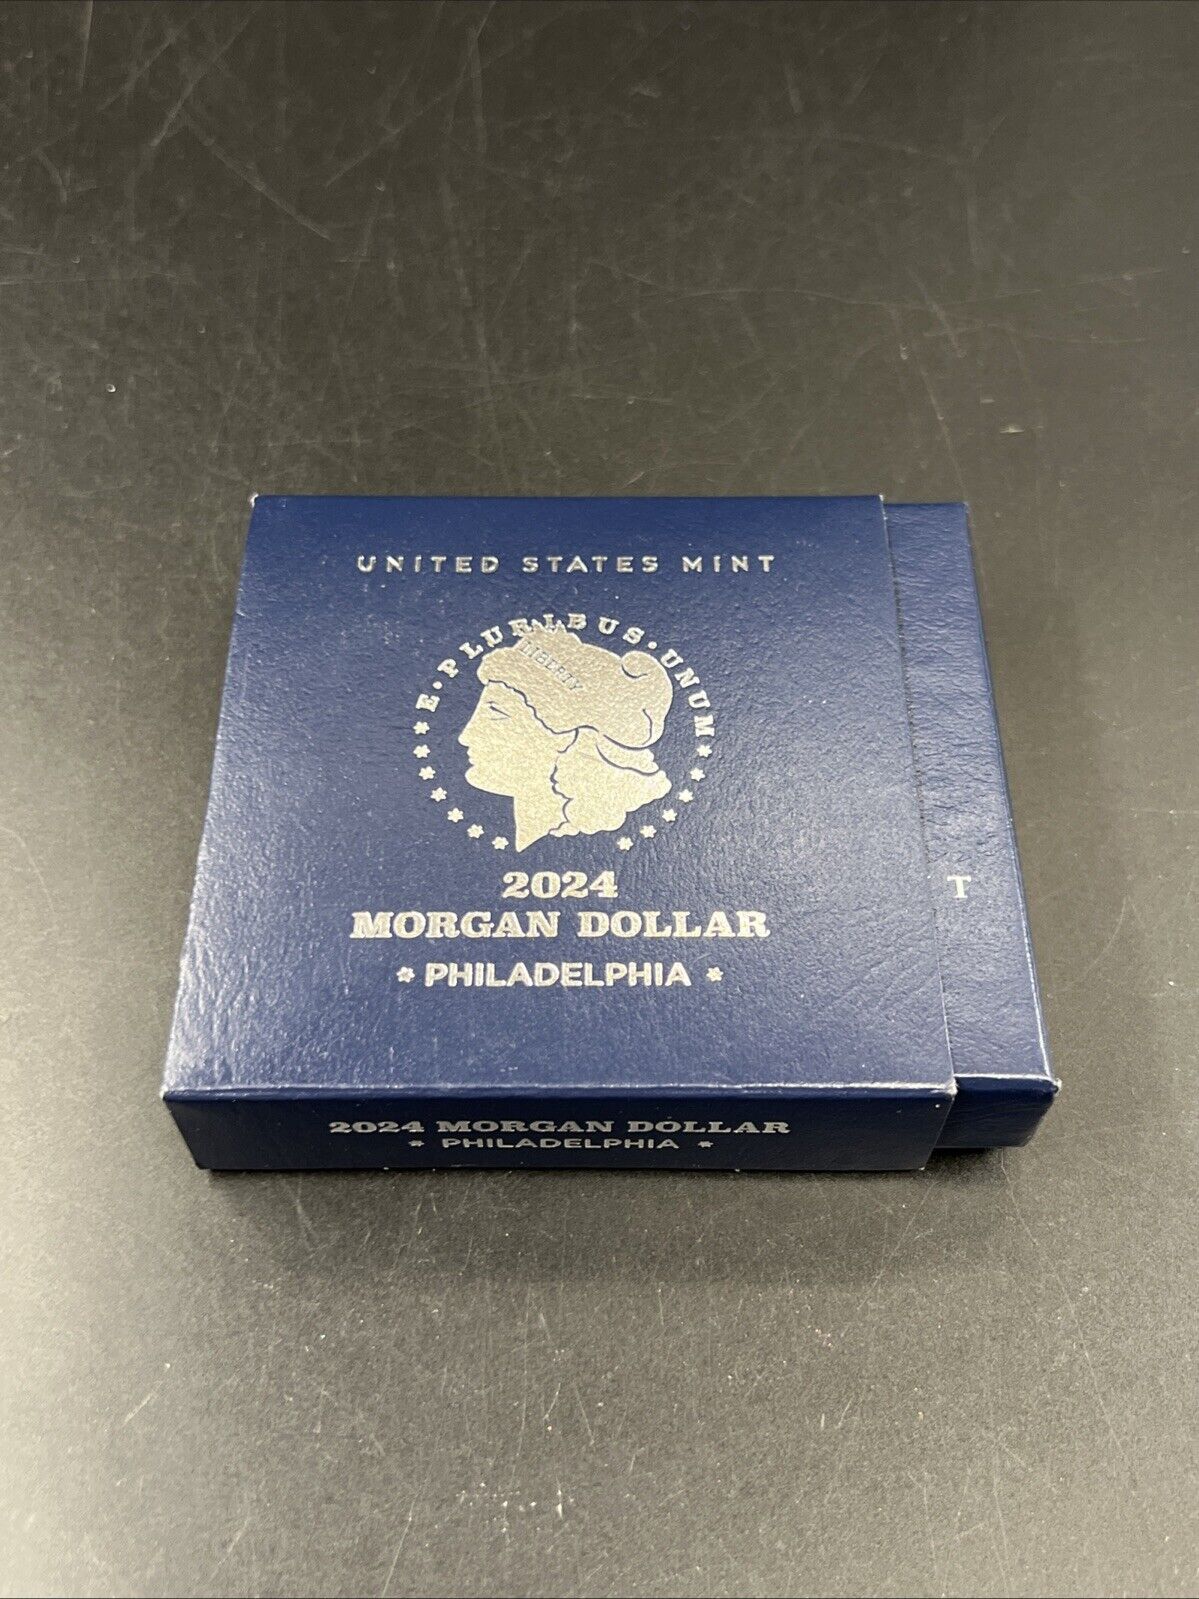 UNITED STATES MINT
E·PLURIBUS·UNUM
LIBERTY
2024
MORGAN DOLLAR
* PHILADELPHIA *
T
2024 MORGAN DOLLAR
* PHILADELPHIA *